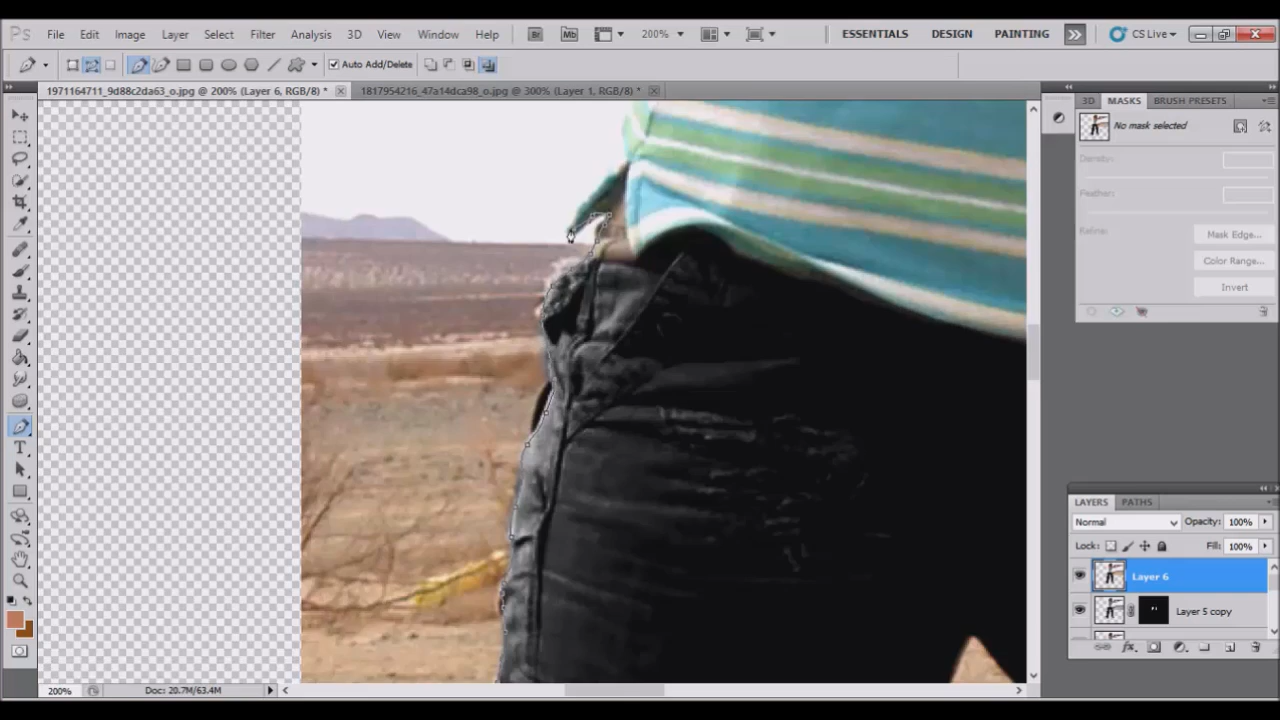 Ps File Edit Image Layer Select Filter Analysis 3D View Window Help Br Mb 200% ESSENTIALS DESIGN PAINTING CS Live
Auto Add/Delete
1971164711_9d88c2da63_o.jpg @ 200% (Layer 6, RGB/8) * 1817954216_47a14dca98_o.jpg @ 300% (Layer 1, RGB/8) *
3D MASKS BRUSH PRESETS
No mask selected
Density:
Feather:
Refine: Mask Edge...
Color Range...
Invert
LAYERS PATHS
Normal Opacity: 100%
Lock: Fill: 100%
Layer 6
Layer 5 copy
200% Doc: 20.7M/63.4M